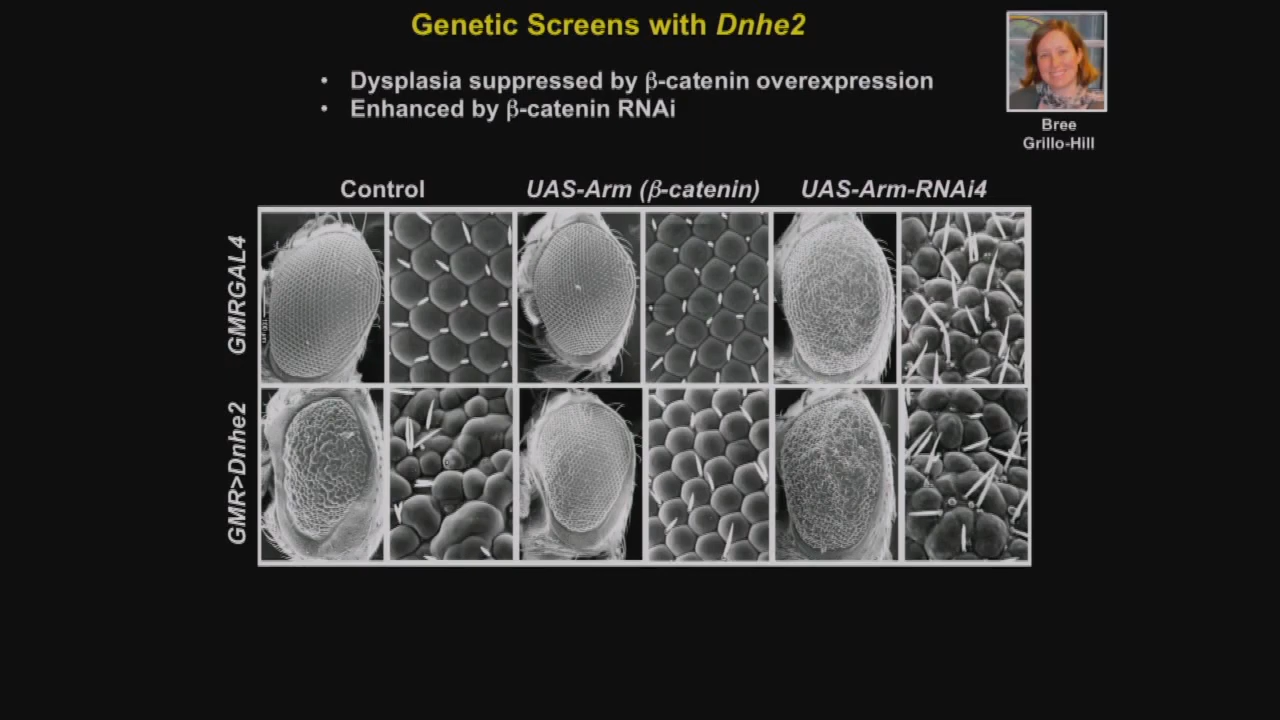 Genetic Screens with Dnhe2
• Dysplasia suppressed by β-catenin overexpression
• Enhanced by β-catenin RNAi
Bree
Grillo-Hill
Control
UAS-Arm (β-catenin)
UAS-Arm-RNAi4
GMRGAL4
GMR>Dnhe2